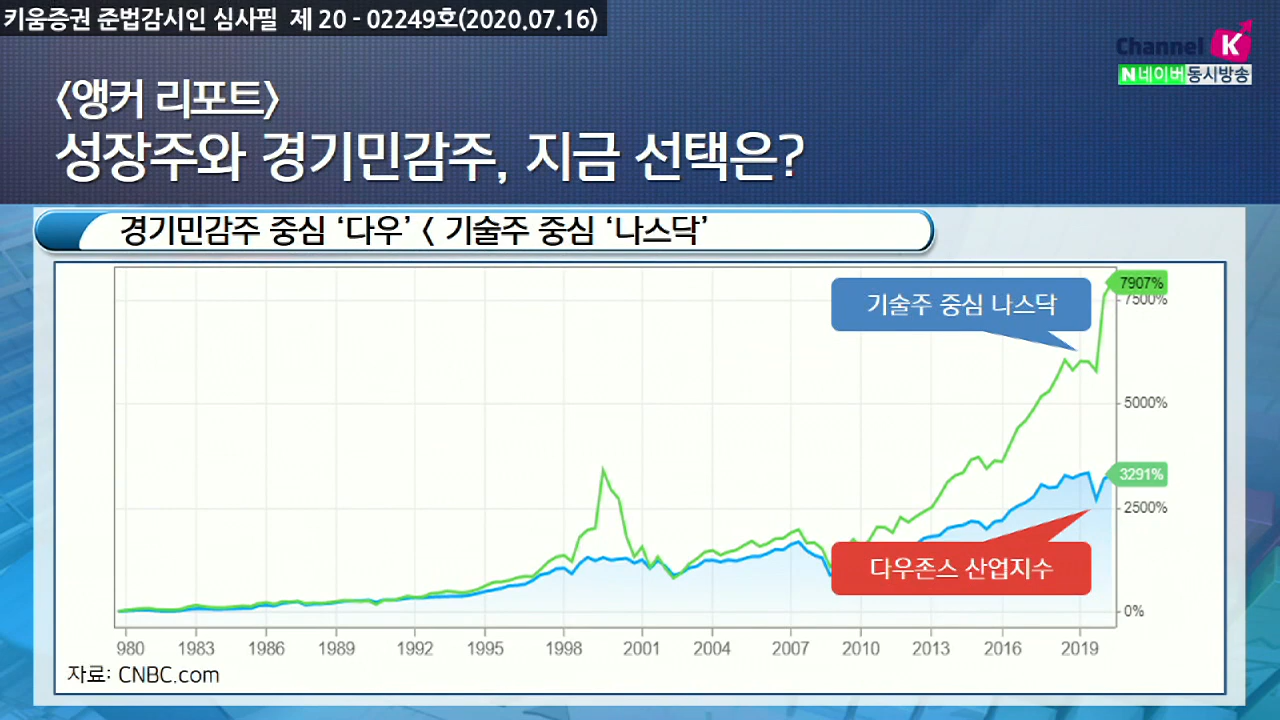 키움증권 준법감시인 심사필 제 20 - 02249호(2020.07.16)
Channel K
N 네이버 동시방송
<앵커 리포트>
성장주와 경기민감주, 지금 선택은?
경기민감주 중심 ‘다우’ < 기술주 중심 ‘나스닥’
기술주 중심 나스닥
7907%
7500%
5000%
3291%
2500%
다우존스 산업지수
0%
980 1983 1986 1989 1992 1995 1998 2001 2004 2007 2010 2013 2016 2019
자료: CNBC.com